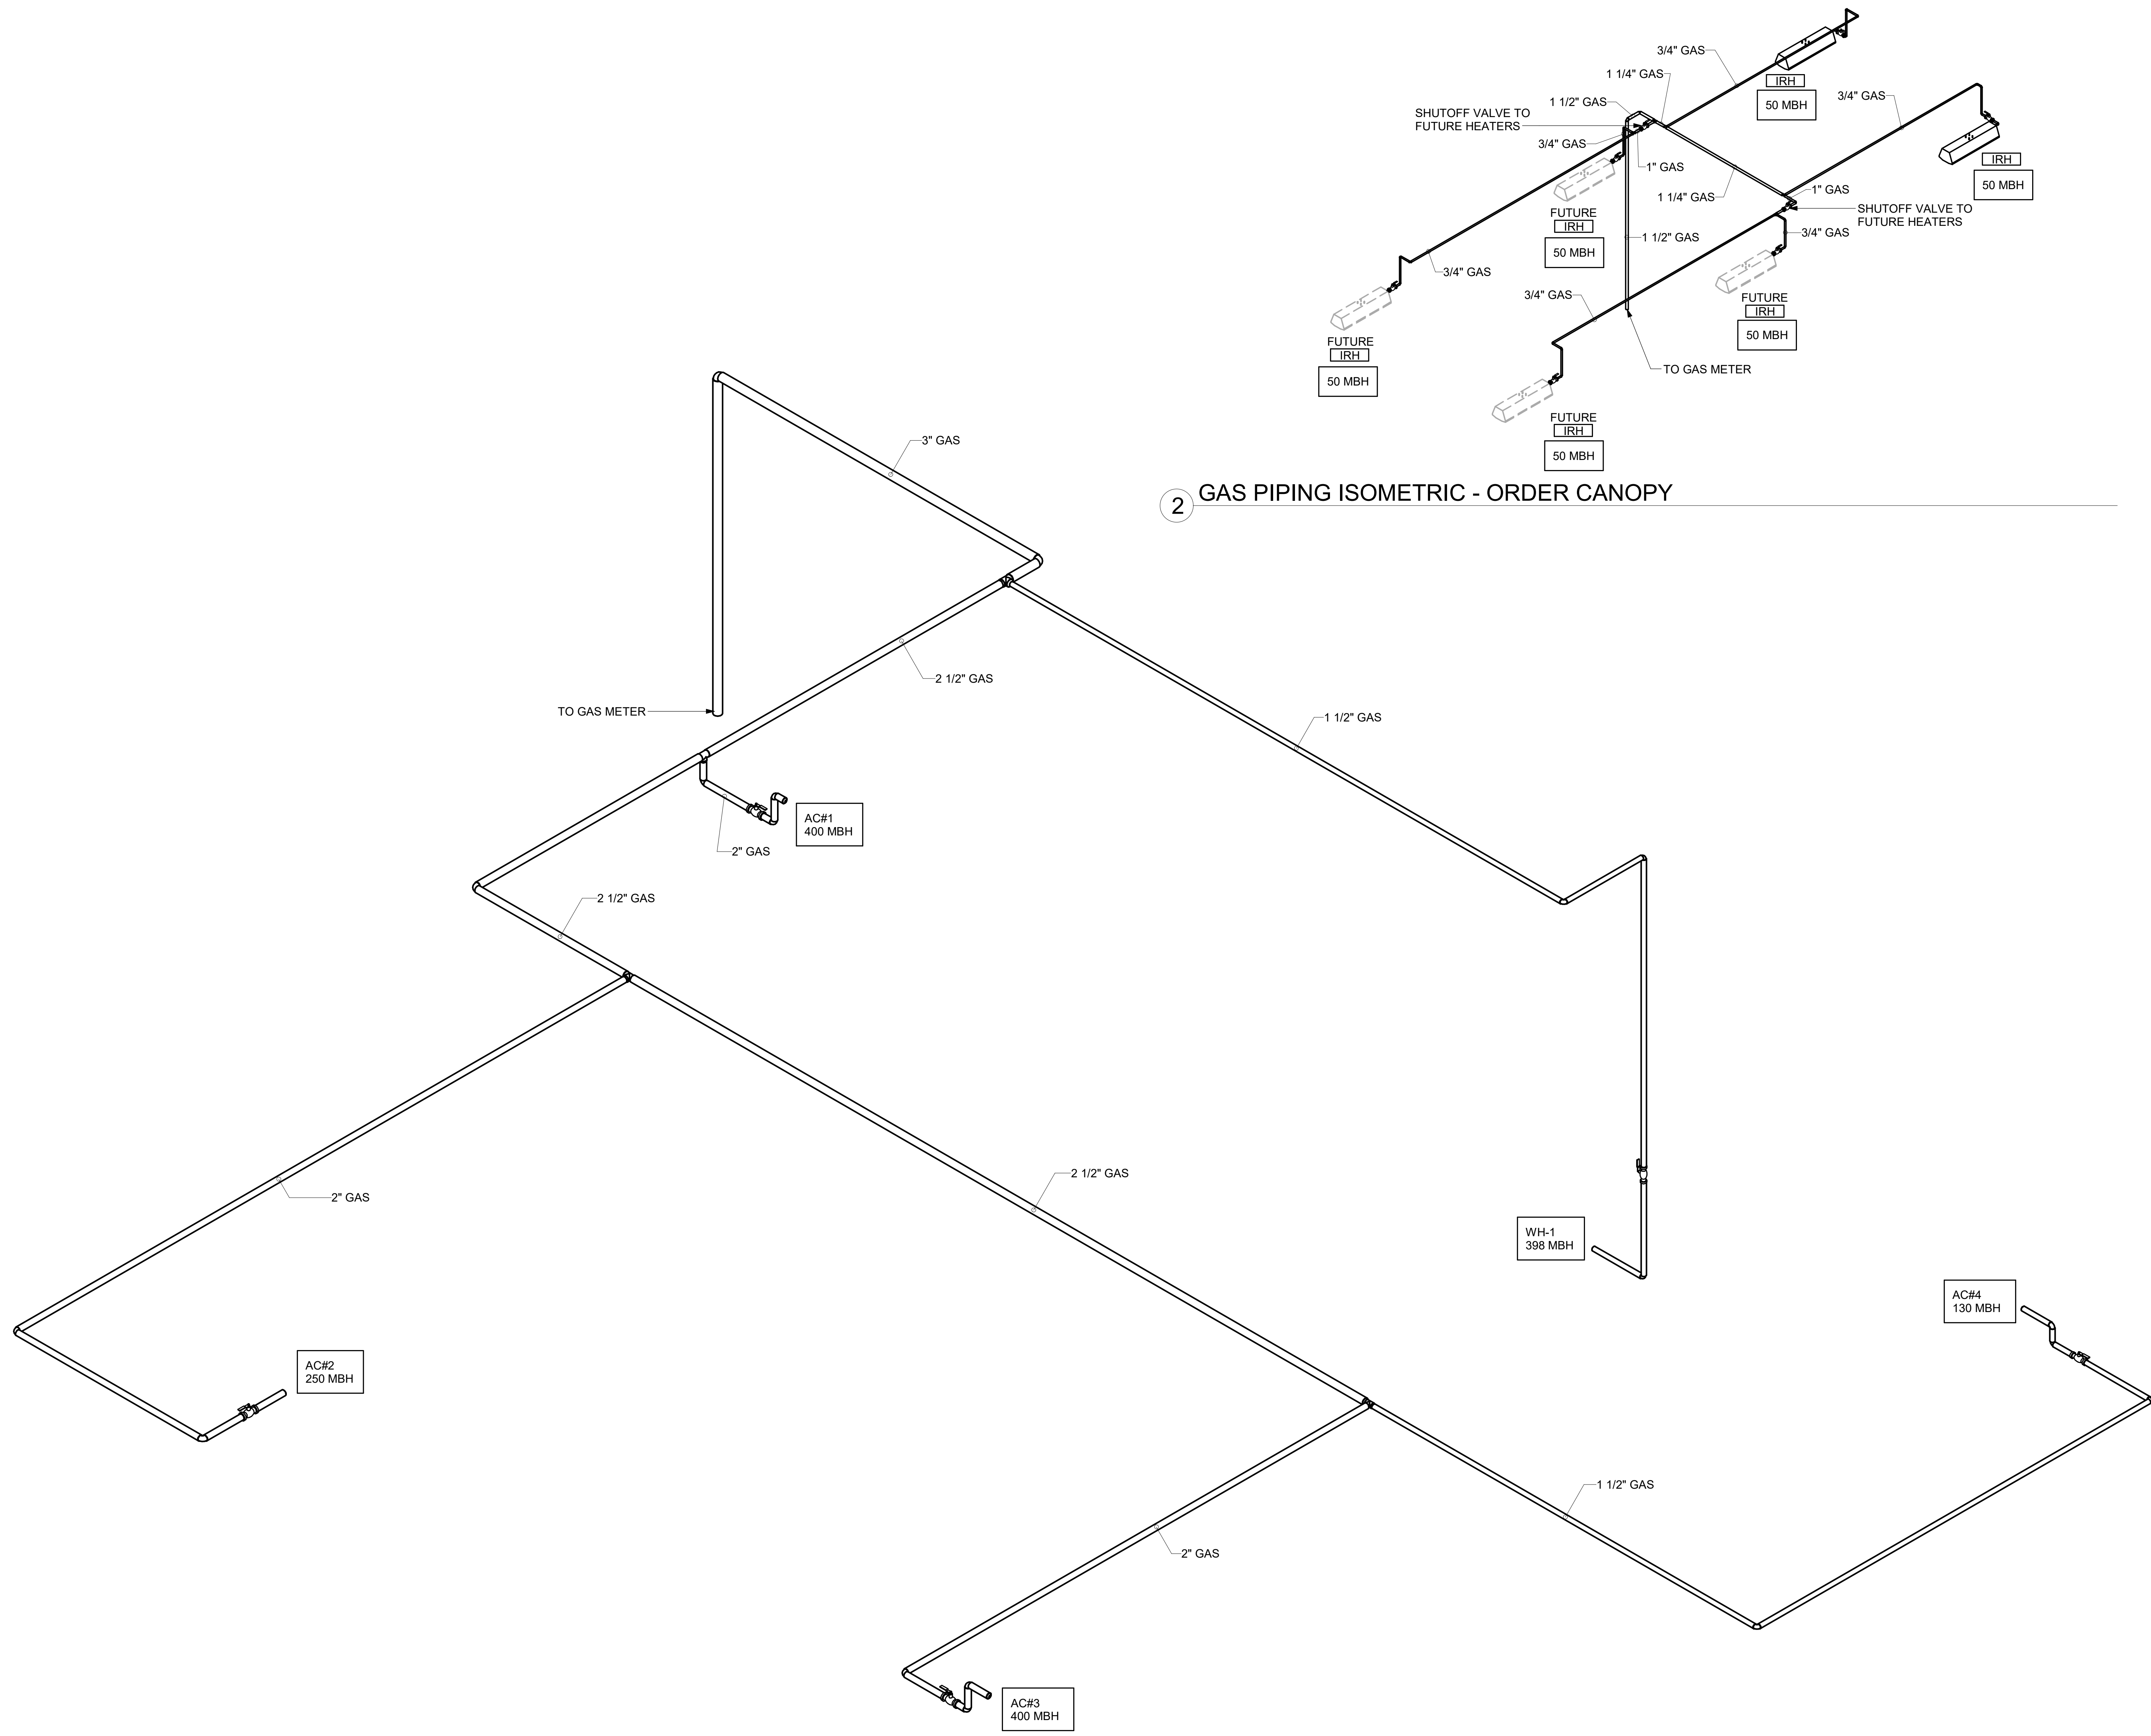 3/4" GAS
1 1/4" GAS
1 1/2" GAS
SHUTOFF VALVE TO
FUTURE HEATERS
3/4" GAS
IRH
50 MBH
3/4" GAS
IRH
50 MBH
1" GAS
1 1/4" GAS
1" GAS
SHUTOFF VALVE TO
FUTURE HEATERS
3/4" GAS
FUTURE
IRH
50 MBH
1 1/2" GAS
3/4" GAS
3/4" GAS
FUTURE
IRH
50 MBH
FUTURE
IRH
50 MBH
TO GAS METER
FUTURE
IRH
50 MBH
2 GAS PIPING ISOMETRIC - ORDER CANOPY
3" GAS
2 1/2" GAS
TO GAS METER
1 1/2" GAS
AC#1
400 MBH
2" GAS
2 1/2" GAS
2 1/2" GAS
2" GAS
WH-1
398 MBH
AC#4
130 MBH
AC#2
250 MBH
1 1/2" GAS
2" GAS
AC#3
400 MBH